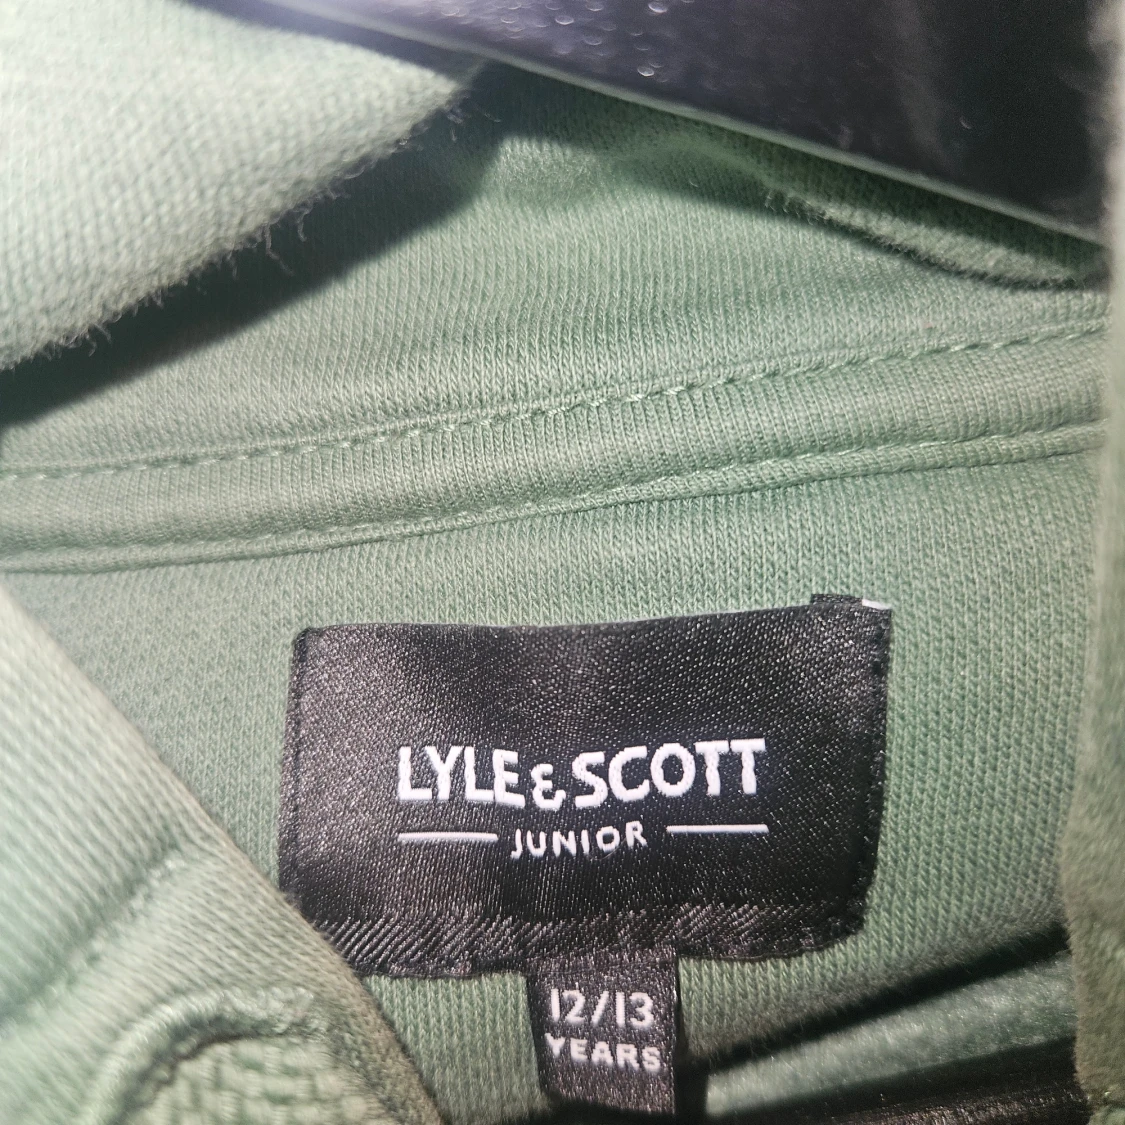 LYLE & SCOTT
JUNIOR
12/13
YEARS